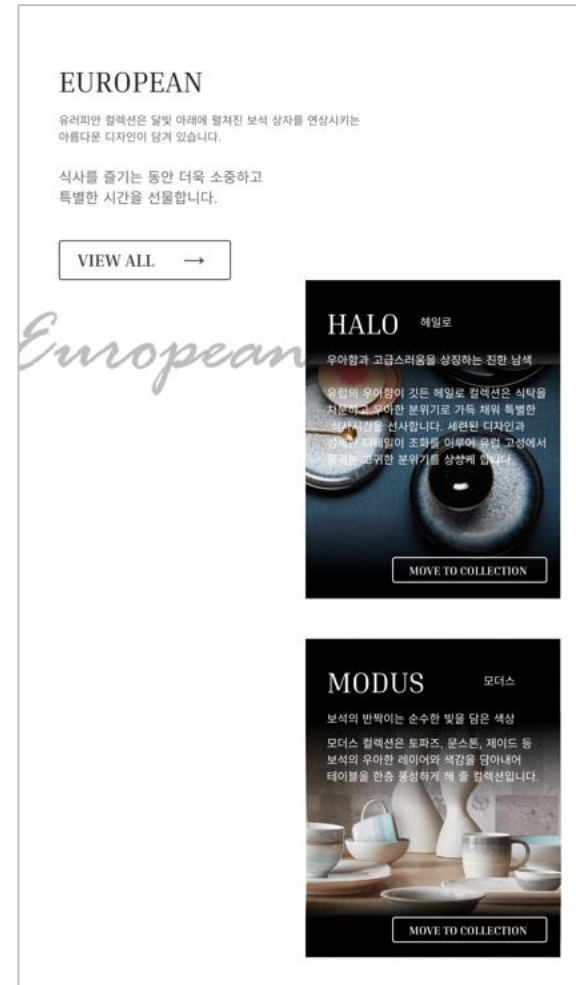 EUROPEAN
유러피안 컬렉션은 달빛 아래에 펼쳐진 보석 상자를 연상시키는
아름다운 디자인이 담겨 있습니다.
식사를 즐기는 동안 더욱 소중하고
특별한 시간을 선물합니다.
VIEW ALL →
European
HALO 헤일로
우아함과 고급스러움을 상징하는 진한 남색
유럽의 우아함이 깃든 헤일로 컬렉션은 식탁을
차분하고 우아한 분위기로 가득 채워 특별한
식사시간을 선사합니다. 세련된 디자인과
섬세한 디테일이 조화를 이루어 유럽 고성에서
고귀한 분위기를 상상케 합니다.
MOVE TO COLLECTION
MODUS 모더스
보석의 반짝이는 순수한 빛을 담은 색상
모더스 컬렉션은 토파즈, 문스톤, 제이드 등
보석의 우아한 레이어와 색감을 담아내어
테이블을 한층 풍성하게 해 줄 컬렉션입니다.
MOVE TO COLLECTION